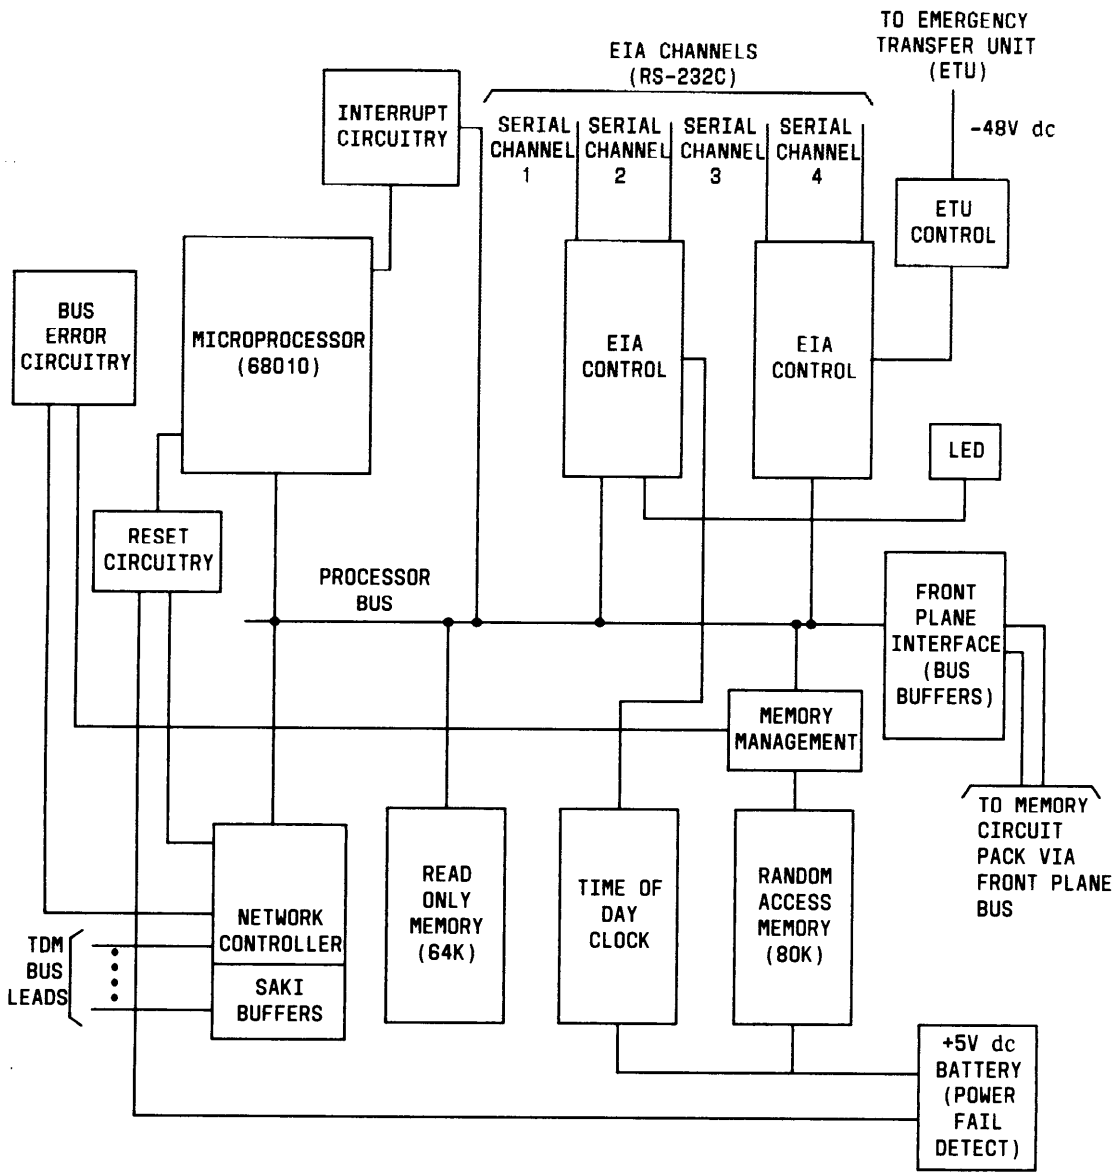 TO EMERGENCY
TRANSFER UNIT
(ETU)
-48V dc
EIA CHANNELS
(RS-232C)
INTERRUPT
CIRCUITRY
SERIAL
CHANNEL
1
SERIAL
CHANNEL
2
SERIAL
CHANNEL
3
SERIAL
CHANNEL
4
ETU
CONTROL
BUS
ERROR
CIRCUITRY
MICROPROCESSOR
(68010)
EIA
CONTROL
EIA
CONTROL
LED
RESET
CIRCUITRY
PROCESSOR
BUS
FRONT
PLANE
INTERFACE
(BUS
BUFFERS)
MEMORY
MANAGEMENT
TO MEMORY
CIRCUIT
PACK VIA
FRONT PLANE
BUS
NETWORK
CONTROLLER
SAKI
BUFFERS
TDM
BUS
LEADS
READ
ONLY
MEMORY
(64K)
TIME OF
DAY
CLOCK
RANDOM
ACCESS
MEMORY
(80K)
+5V dc
BATTERY
(POWER
FAIL
DETECT)